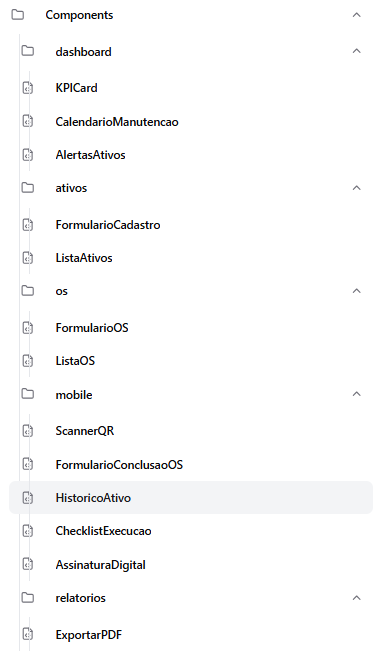 Components
dashboard
KPICard
CalendarioManutencao
AlertasAtivos
ativos
FormularioCadastro
ListaAtivos
os
FormularioOS
ListaOS
mobile
ScannerQR
FormularioConclusaoOS
HistoricoAtivo
ChecklistExecucao
AssinaturaDigital
relatorios
ExportarPDF